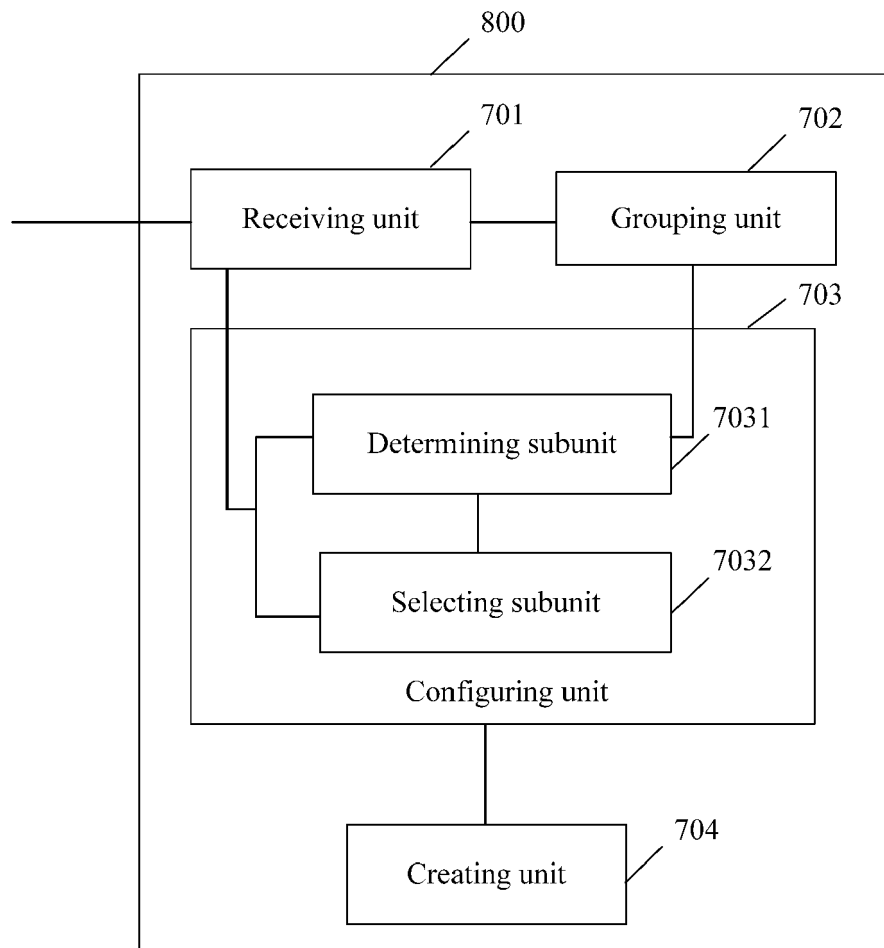 800
701
702
Receiving unit
Grouping unit
703
Determining subunit
7031
Selecting subunit
7032
Configuring unit
Creating unit
704